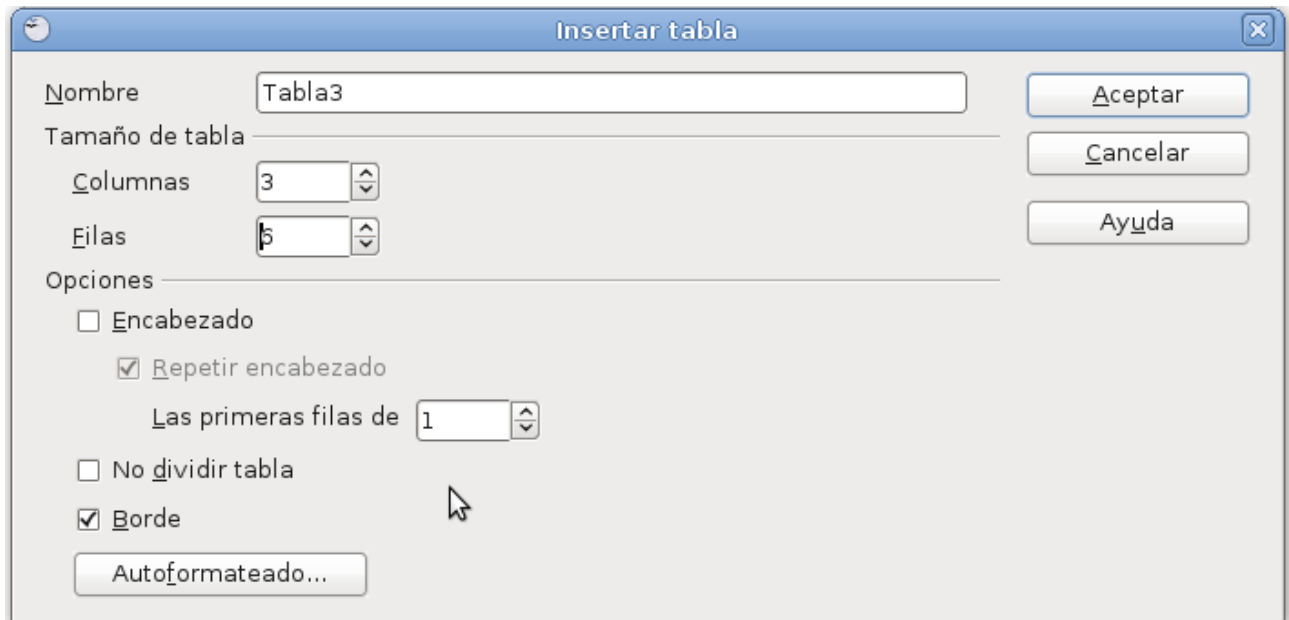 Insertar tabla
Nombre Tabla3 Aceptar
Tamaño de tabla
Cancelar
Columnas 3
Filas 6 Ayuda
Opciones
Encabezado
Repetir encabezado
Las primeras filas de 1
No dividir tabla
Borde
Autoformateado...